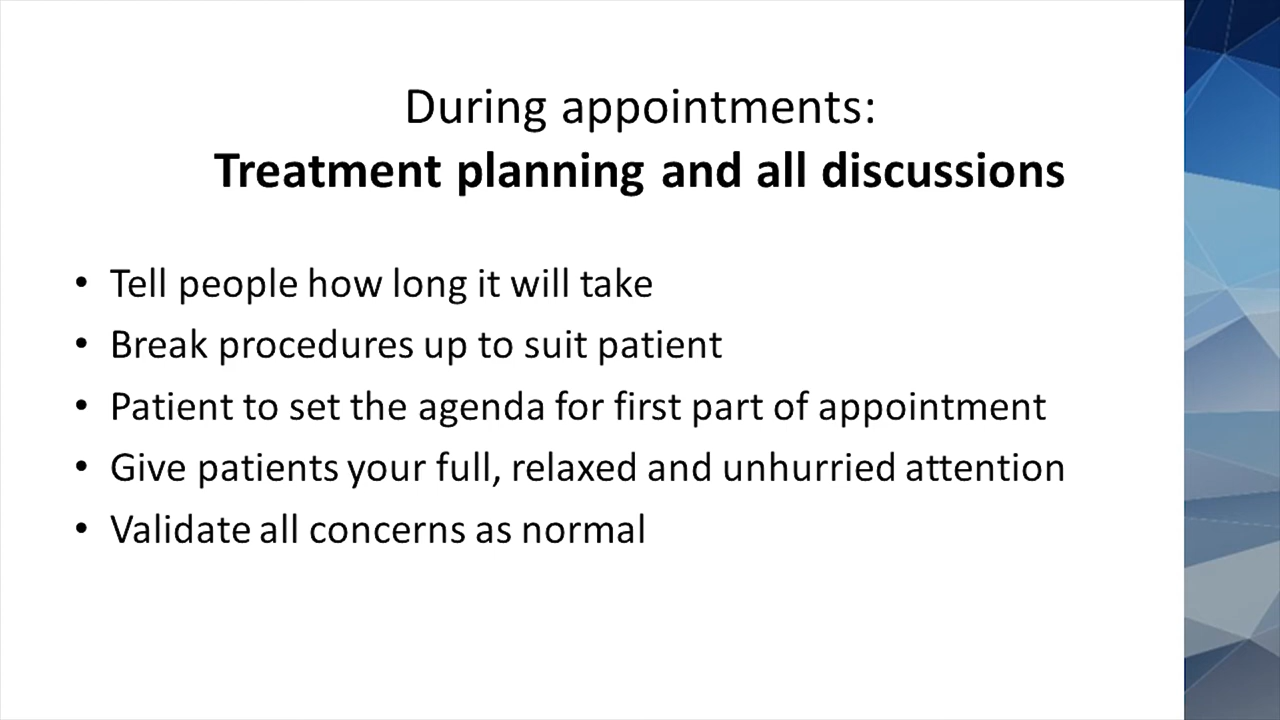 During appointments:
Treatment planning and all discussions
• Tell people how long it will take
• Break procedures up to suit patient
• Patient to set the agenda for first part of appointment
• Give patients your full, relaxed and unhurried attention
• Validate all concerns as normal